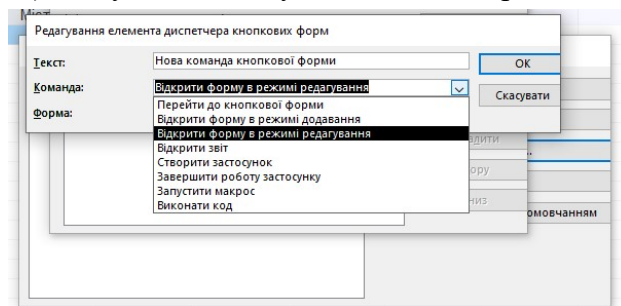 Редагування елемента диспетчера кнопкових форм
Текст:
Нова команда кнопкової форми
ОК
Команда:
Відкрити форму в режимі редагування
Скасувати
Форма:
Перейти до кнопкової форми
Відкрити форму в режимі додавання
Відкрити форму в режимі редагування
Відкрити звіт
Створити застосунок
Завершити роботу застосунку
Запустити макрос
Виконати код